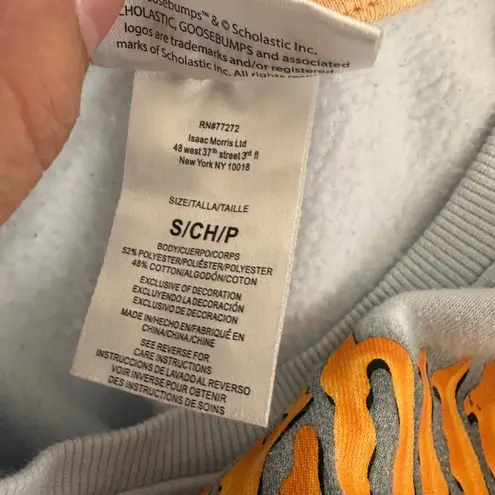 Goosebumps™ & © Scholastic Inc.
SCHOLASTIC, GOOSEBUMPS and associated
logos are trademarks and/or registered
marks of Scholastic Inc. All rights
RN#77272
Isaac Morris Ltd
48 west 37th street 3rd fl
New York NY 10018
SIZE/TALLA/TAILLE
S/CH/P
BODY/CUERPO/CORPS
52% POLYESTER/POLIÉSTER/POLYESTER
48% COTTON/ALGODÓN/COTON
EXCLUSIVE OF DECORATION
EXCLUYENDO LA DECORACIÓN
EXCLUSIVO DE DECORACIÓN
MADE IN/HECHO EN/FABRIQUÉ EN
CHINA/CHINA/CHINE
SEE REVERSE FOR
CARE INSTRUCTIONS
INSTRUCCIONES DE LAVADO AL REVERSO
VOIR INVERSE POUR OBTENIR
DES INSTRUCTIONS DE SOINS